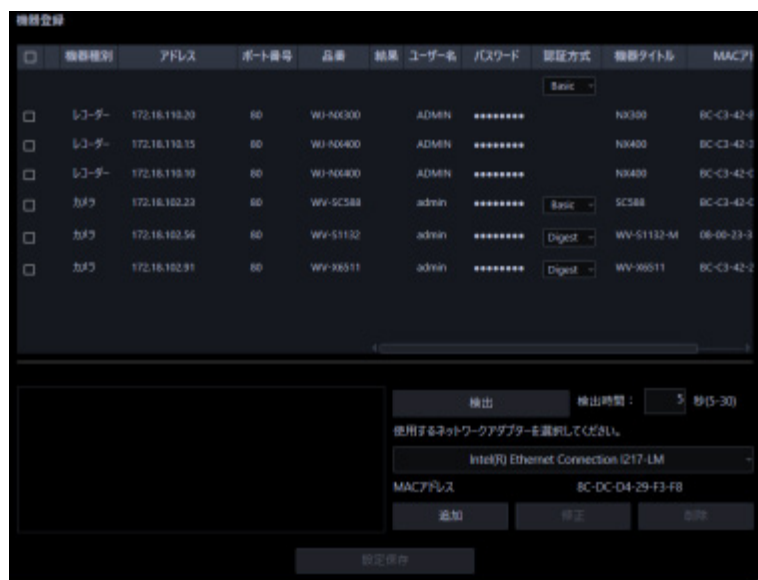 機器登録
機器種別 アドレス ポート番号 品番 結果 ユーザー名 パスワード 認証方式 機器タイトル MACアド
Basic
レコーダー 172.18.110.20 80 WJ-NX300 ADMIN ●●●●●●●● NX300 BC-C3-42-
レコーダー 172.18.110.15 80 WJ-NX400 ADMIN ●●●●●●●● NX400 BC-C3-42-
レコーダー 172.18.110.10 80 WJ-NX400 ADMIN ●●●●●●●● NX400 BC-C3-42-
カメラ 172.18.102.23 80 WV-SC588 admin ●●●●●●●● Basic SC588 BC-C3-42-
カメラ 172.18.102.56 80 WV-S1132 admin ●●●●●●●● Digest WV-S1132-M 08-00-23-3
カメラ 172.18.102.91 80 WV-X6511 admin ●●●●●●●● Digest WV-X6511 BC-C3-42-2
検出 検出時間： 5 秒(5-30)
使用するネットワークアダプターを選択してください。
Intel(R) Ethernet Connection I217-LM
MACアドレス 8C-DC-D4-29-F3-F8
追加 修正 削除
設定保存